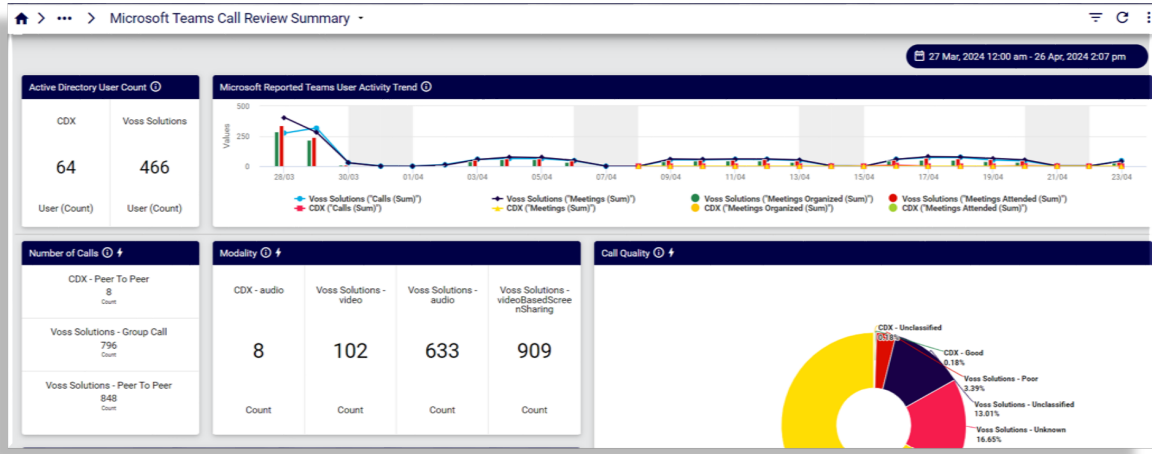 Microsoft Teams Call Review Summary
27 Mar, 2024 12:00 am - 26 Apr, 2024 2:07 pm
Active Directory User Count
CDX
Voss Solutions
64
466
User (Count)
User (Count)
Microsoft Reported Teams User Activity Trend
Values
500
250
0
28/03 30/03 01/04 03/04 05/04 07/04 09/04 11/04 13/04 15/04 17/04 19/04 21/04 23/04
Voss Solutions ("Calls (Sum)") Voss Solutions ("Meetings (Sum)") Voss Solutions ("Meetings Organized (Sum)") Voss Solutions ("Meetings Attended (Sum)")
CDX ("Calls (Sum)") CDX ("Meetings (Sum)") CDX ("Meetings Organized (Sum)") CDX ("Meetings Attended (Sum)")
Number of Calls
CDX - Peer To Peer
8
Count
Voss Solutions - Group Call
796
Count
Voss Solutions - Peer To Peer
848
Count
Modality
CDX - audio
8
Count
Voss Solutions -
video
102
Count
Voss Solutions -
audio
633
Count
Voss Solutions -
videoBasedScree
nSharing
909
Count
Call Quality
CDX - Unclassified
CDX - Good
0.18%
Voss Solutions - Poor
3.39%
Voss Solutions - Unclassified
13.01%
Voss Solutions - Unknown
16.65%